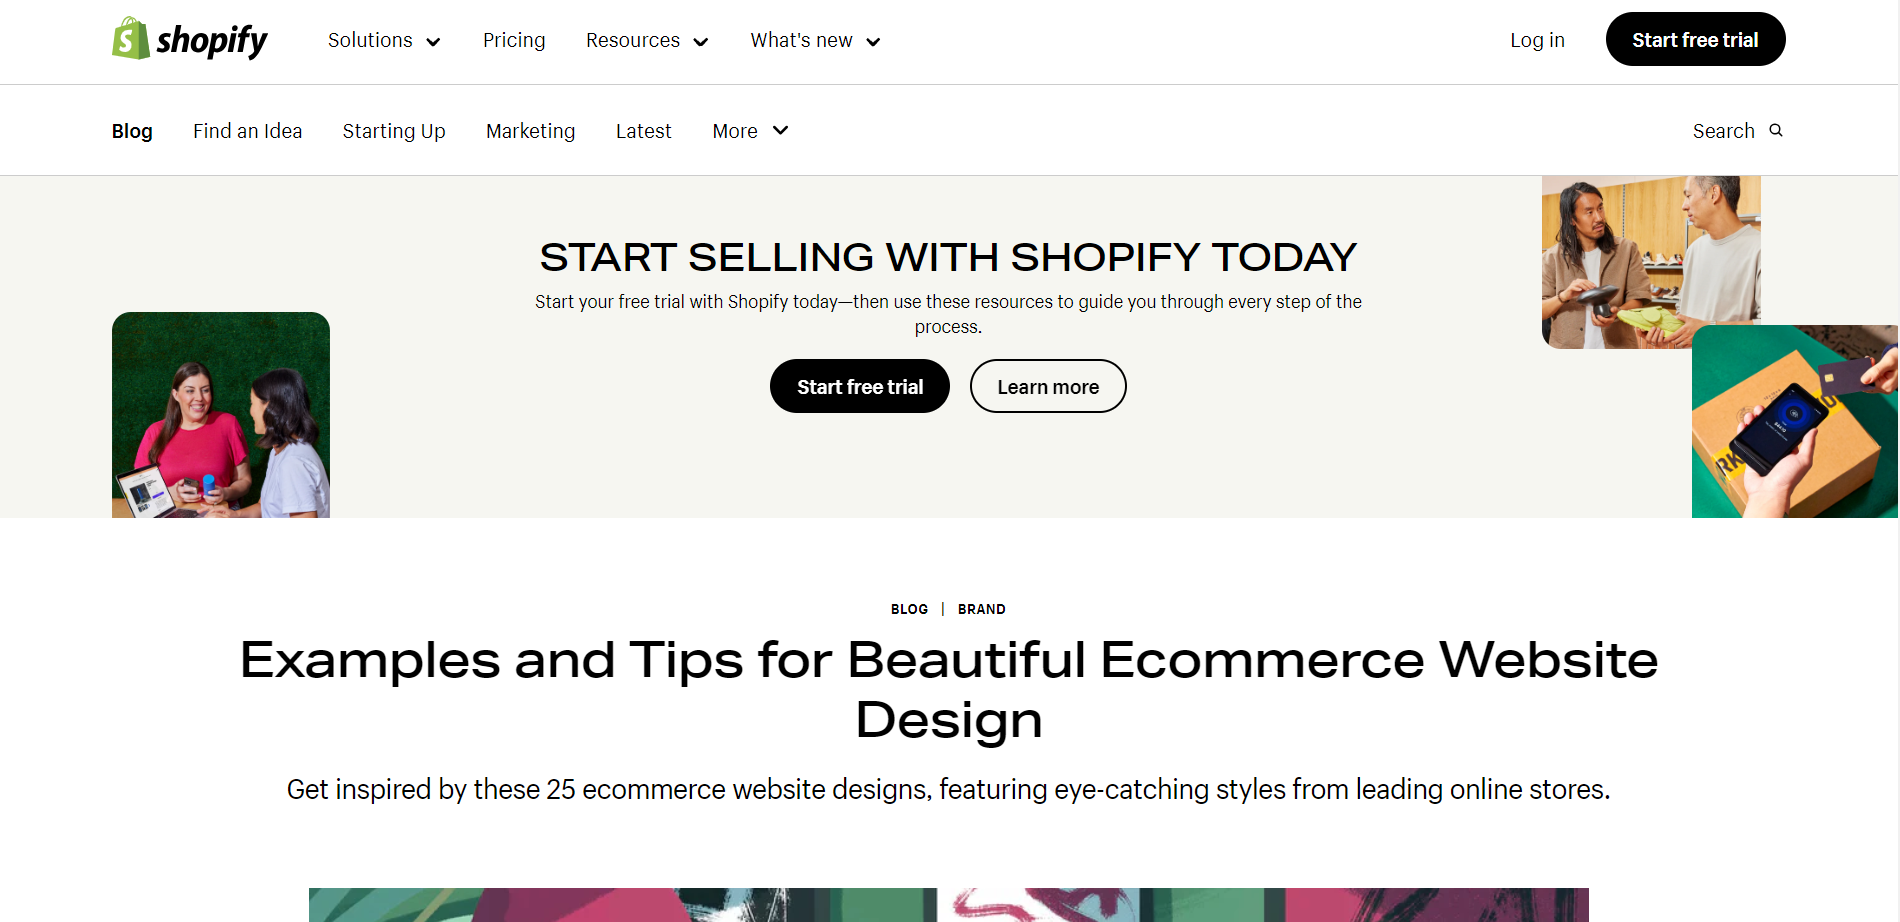 shopify
Solutions
Pricing
Resources
What's new
Log in
Start free trial
Blog
Find an Idea
Starting Up
Marketing
Latest
More
Search
START SELLING WITH SHOPIFY TODAY
Start your free trial with Shopify today—then use these resources to guide you through every step of the
process.
Start free trial
Learn more
BLOG | BRAND
Examples and Tips for Beautiful Ecommerce Website
Design
Get inspired by these 25 ecommerce website designs, featuring eye-catching styles from leading online stores.